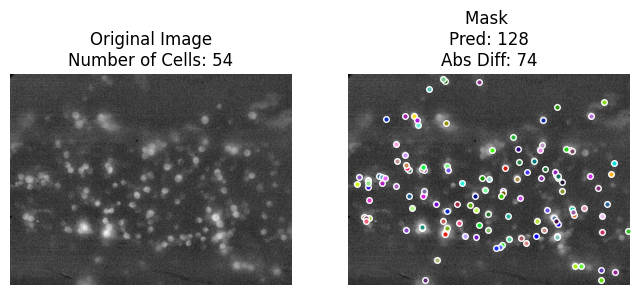 Original Image
Number of Cells: 54
Mask
Pred: 128
Abs Diff: 74